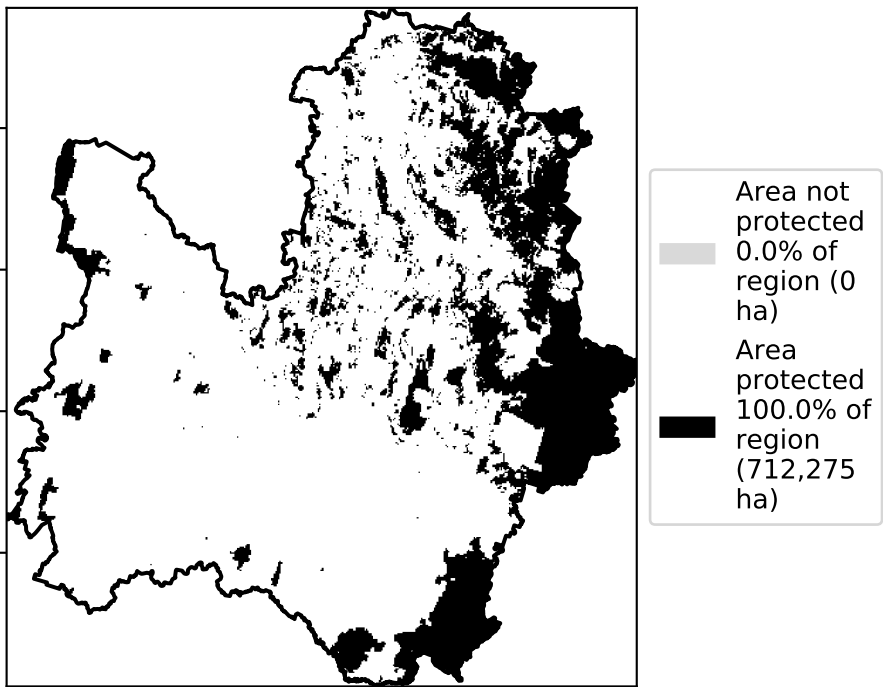 Area not
protected
0.0% of
region (0
ha)
Area
protected
100.0% of
region
(712,275
ha)